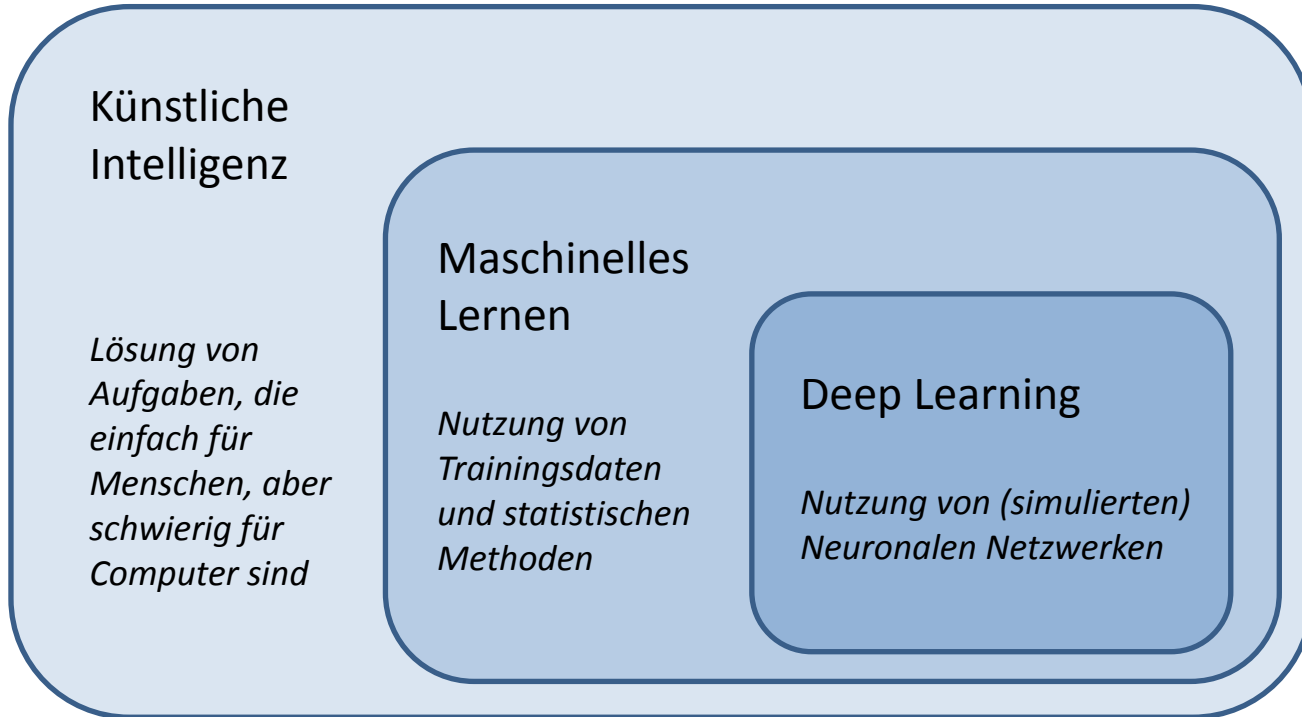 Künstliche
Intelligenz
Lösung von
Aufgaben, die
einfach für
Menschen, aber
schwierig für
Computer sind
Maschinelles
Lernen
Nutzung von
Trainingsdaten
und statistischen
Methoden
Deep Learning
Nutzung von (simulierten)
Neuronalen Netzwerken